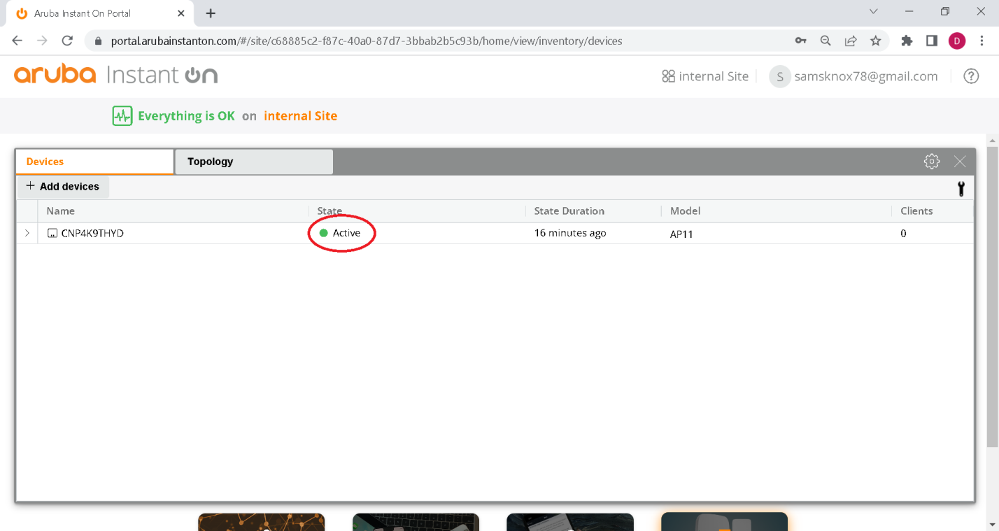 Aruba Instant On Portal
portal.arubainstanton.com/#/site/c68885c2-f87c-40a0-87d7-3bbab2b5c93b/home/view/inventory/devices
D
aruba Instant On
internal Site
S samsknox78@gmail.com
?
Everything is OK on internal Site
Devices
Topology
+ Add devices
Name State State Duration Model Clients
CNP4K9THYD Active 16 minutes ago AP11 0